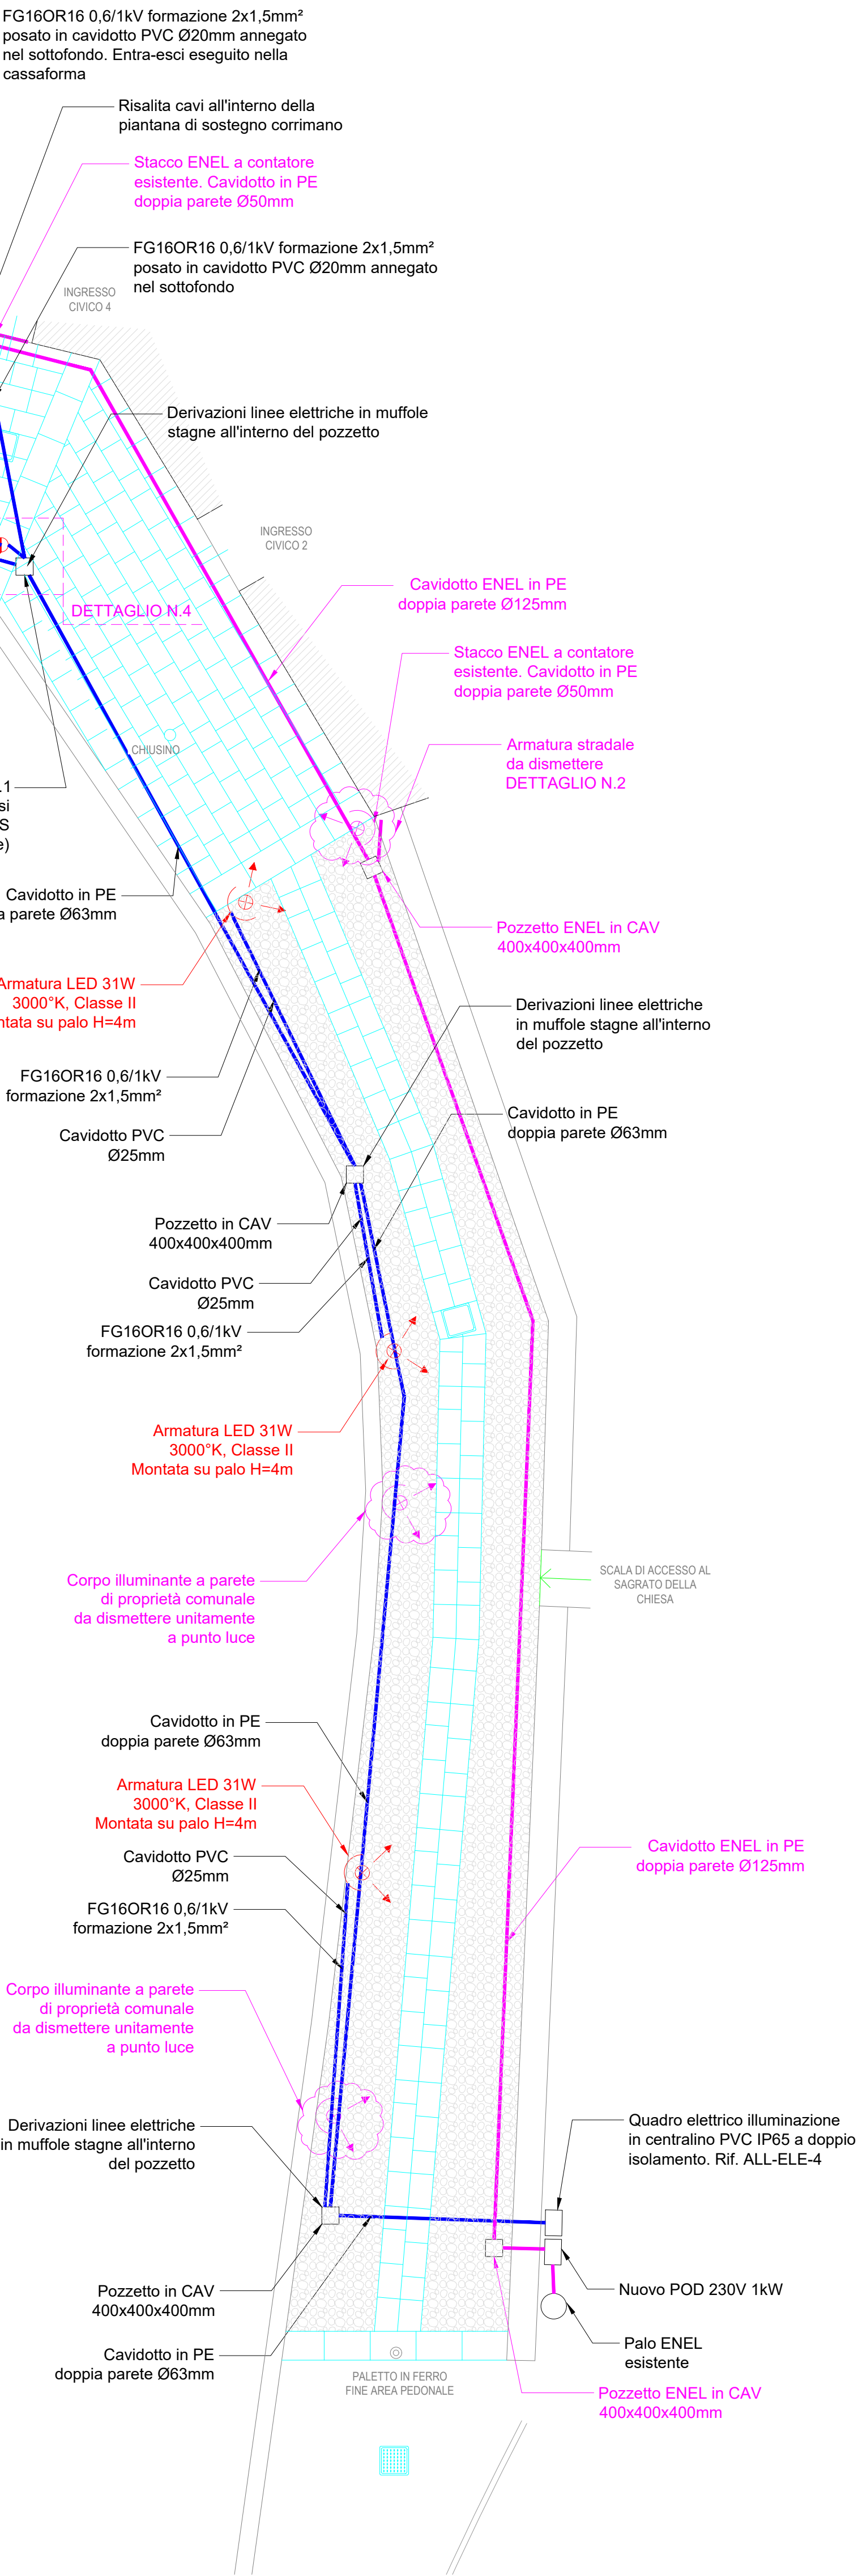 FG16OR16 0,6/1kV formazione 2x1,5mm²
posato in cavidotto PVC Ø20mm annegato
nel sottofondo. Entra-esci eseguito nella
cassaforma
Risalita cavi all'interno della
piantana di sostegno corrimano
Stacco ENEL a contatore
esistente. Cavidotto in PE
doppia parete Ø50mm
FG16OR16 0,6/1kV formazione 2x1,5mm²
posato in cavidotto PVC Ø20mm annegato
nel sottofondo
INGRESSO
CIVICO 4
Derivazioni linee elettriche in muffole
stagne all'interno del pozzetto
INGRESSO
CIVICO 2
Cavidotto ENEL in PE
doppia parete Ø125mm
DETTAGLIO N.4
Stacco ENEL a contatore
esistente. Cavidotto in PE
doppia parete Ø50mm
CHIUSINO
Armatura stradale
da dismettere
DETTAGLIO N.2
.1
si
S
e)
Cavidotto in PE
a parete Ø63mm
Pozzetto ENEL in CAV
400x400x400mm
Armatura LED 31W
3000°K, Classe II
ntata su palo H=4m
Derivazioni linee elettriche
in muffole stagne all'interno
del pozzetto
FG16OR16 0,6/1kV
formazione 2x1,5mm²
Cavidotto in PE
doppia parete Ø63mm
Cavidotto PVC
Ø25mm
Pozzetto in CAV
400x400x400mm
Cavidotto PVC
Ø25mm
FG16OR16 0,6/1kV
formazione 2x1,5mm²
Armatura LED 31W
3000°K, Classe II
Montata su palo H=4m
Corpo illuminante a parete
di proprietà comunale
da dismettere unitamente
a punto luce
SCALA DI ACCESSO AL
SAGRATO DELLA
CHIESA
Cavidotto in PE
doppia parete Ø63mm
Armatura LED 31W
3000°K, Classe II
Montata su palo H=4m
Cavidotto ENEL in PE
doppia parete Ø125mm
Cavidotto PVC
Ø25mm
FG16OR16 0,6/1kV
formazione 2x1,5mm²
Corpo illuminante a parete
di proprietà comunale
da dismettere unitamente
a punto luce
Derivazioni linee elettriche
in muffole stagne all'interno
del pozzetto
Quadro elettrico illuminazione
in centralino PVC IP65 a doppio
isolamento. Rif. ALL-ELE-4
Pozzetto in CAV
400x400x400mm
Nuovo POD 230V 1kW
Cavidotto in PE
doppia parete Ø63mm
Palo ENEL
esistente
PALETTO IN FERRO
FINE AREA PEDONALE
Pozzetto ENEL in CAV
400x400x400mm